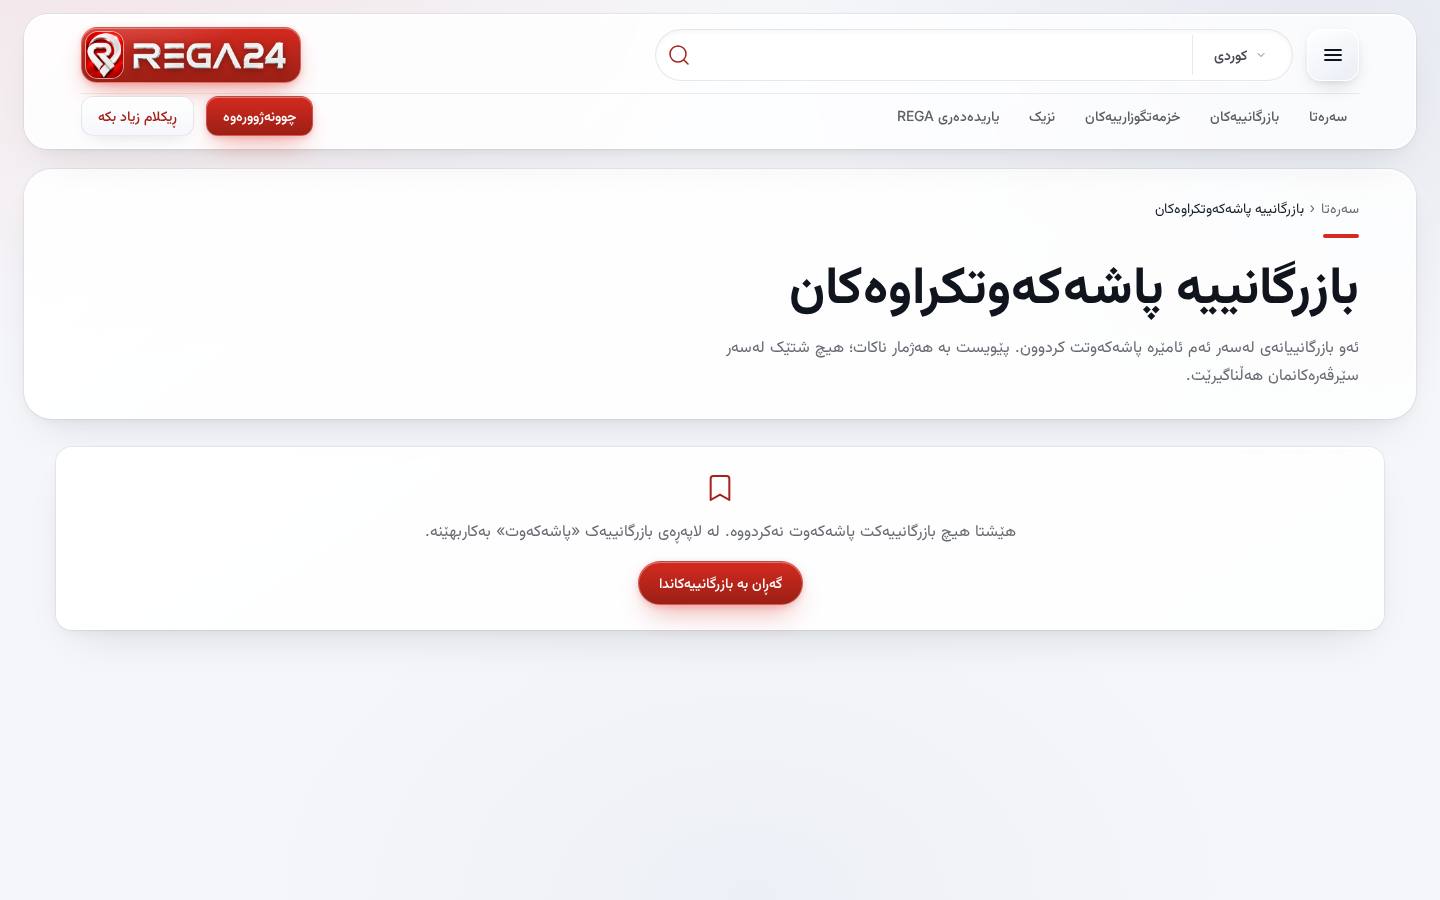 REGA24
کوردی
سەرەتا
بازرگانییەکان
خزمەتگوزارییەکان
نزیک
یاریدەدەری REGA
چوونەژوورەوە
ڕیکلام زیاد بکە
سەرەتا › بازرگانییە پاشەکەوتکراوەکان
بازرگانییە پاشەکەوتکراوەکان
ئەو بازرگانییانەی لەسەر ئەم ئامێرە پاشەکەوتت کردوون. پێویست بە هەژمار ناکات؛ هیچ شتێک لەسەر
سێرڤەرەکانمان هەڵناگیرێت.
هێشتا هیچ بازرگانییەکت پاشەکەوت نەکردووە. لە لاپەڕەی بازرگانییەک «پاشەکەوت» بەکاربهێنە.
گەڕان بە بازرگانییەکاندا